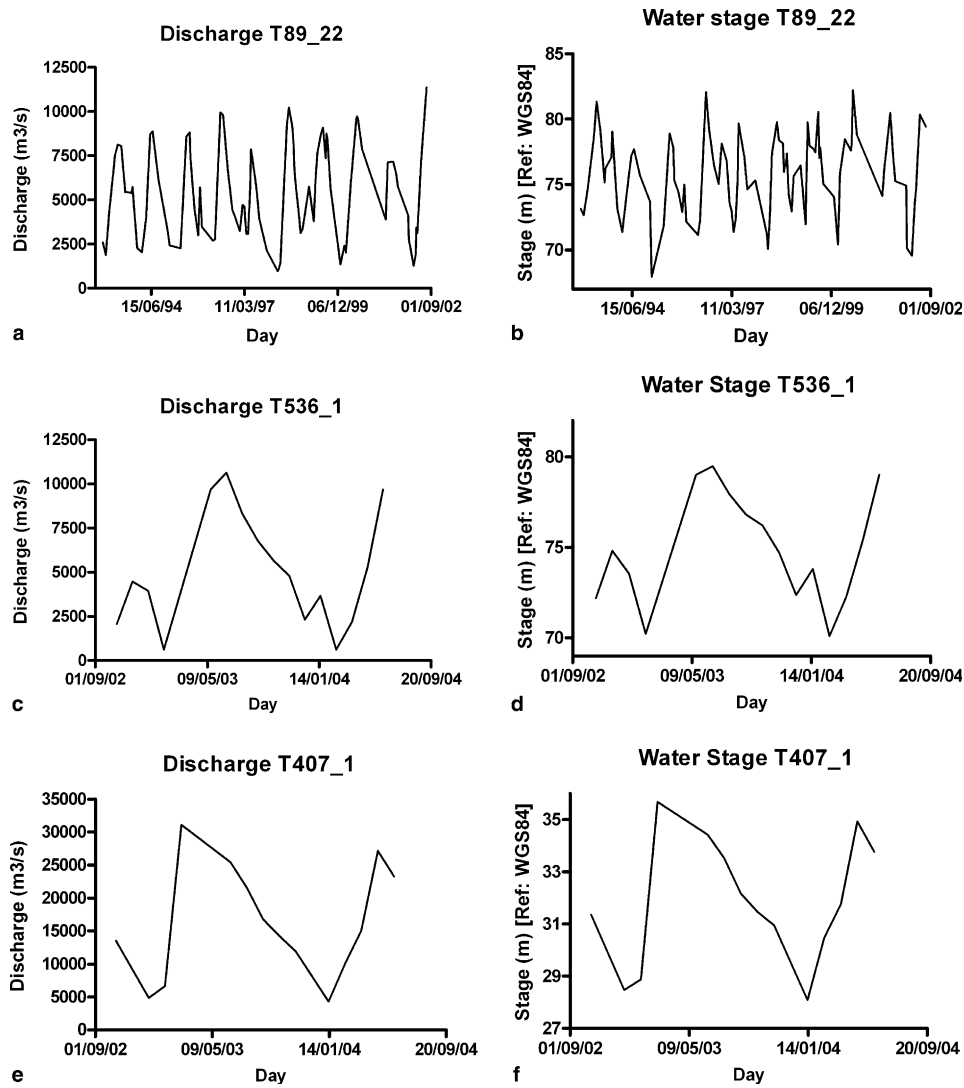 Discharge T89_22
Discharge (m3/s)
12500
10000
7500
5000
2500
0
15/06/94 11/03/97 06/12/99 01/09/02
Day
a
Water stage T89_22
Stage (m) [Ref: WGS84]
85
80
75
70
15/06/94 11/03/97 06/12/99 01/09/02
Day
b
Discharge T536_1
Discharge (m3/s)
12500
10000
7500
5000
2500
0
01/09/02 09/05/03 14/01/04 20/09/04
Day
c
Water Stage T536_1
Stage (m) [Ref: WGS84]
80
75
70
01/09/02 09/05/03 14/01/04 20/09/04
Day
d
Discharge T407_1
Discharge (m3/s)
35000
30000
25000
20000
15000
10000
5000
0
01/09/02 09/05/03 14/01/04 20/09/04
Day
e
Water Stage T407_1
Stage (m) [Ref: WGS84]
35
33
31
29
27
01/09/02 09/05/03 14/01/04 20/09/04
Day
f